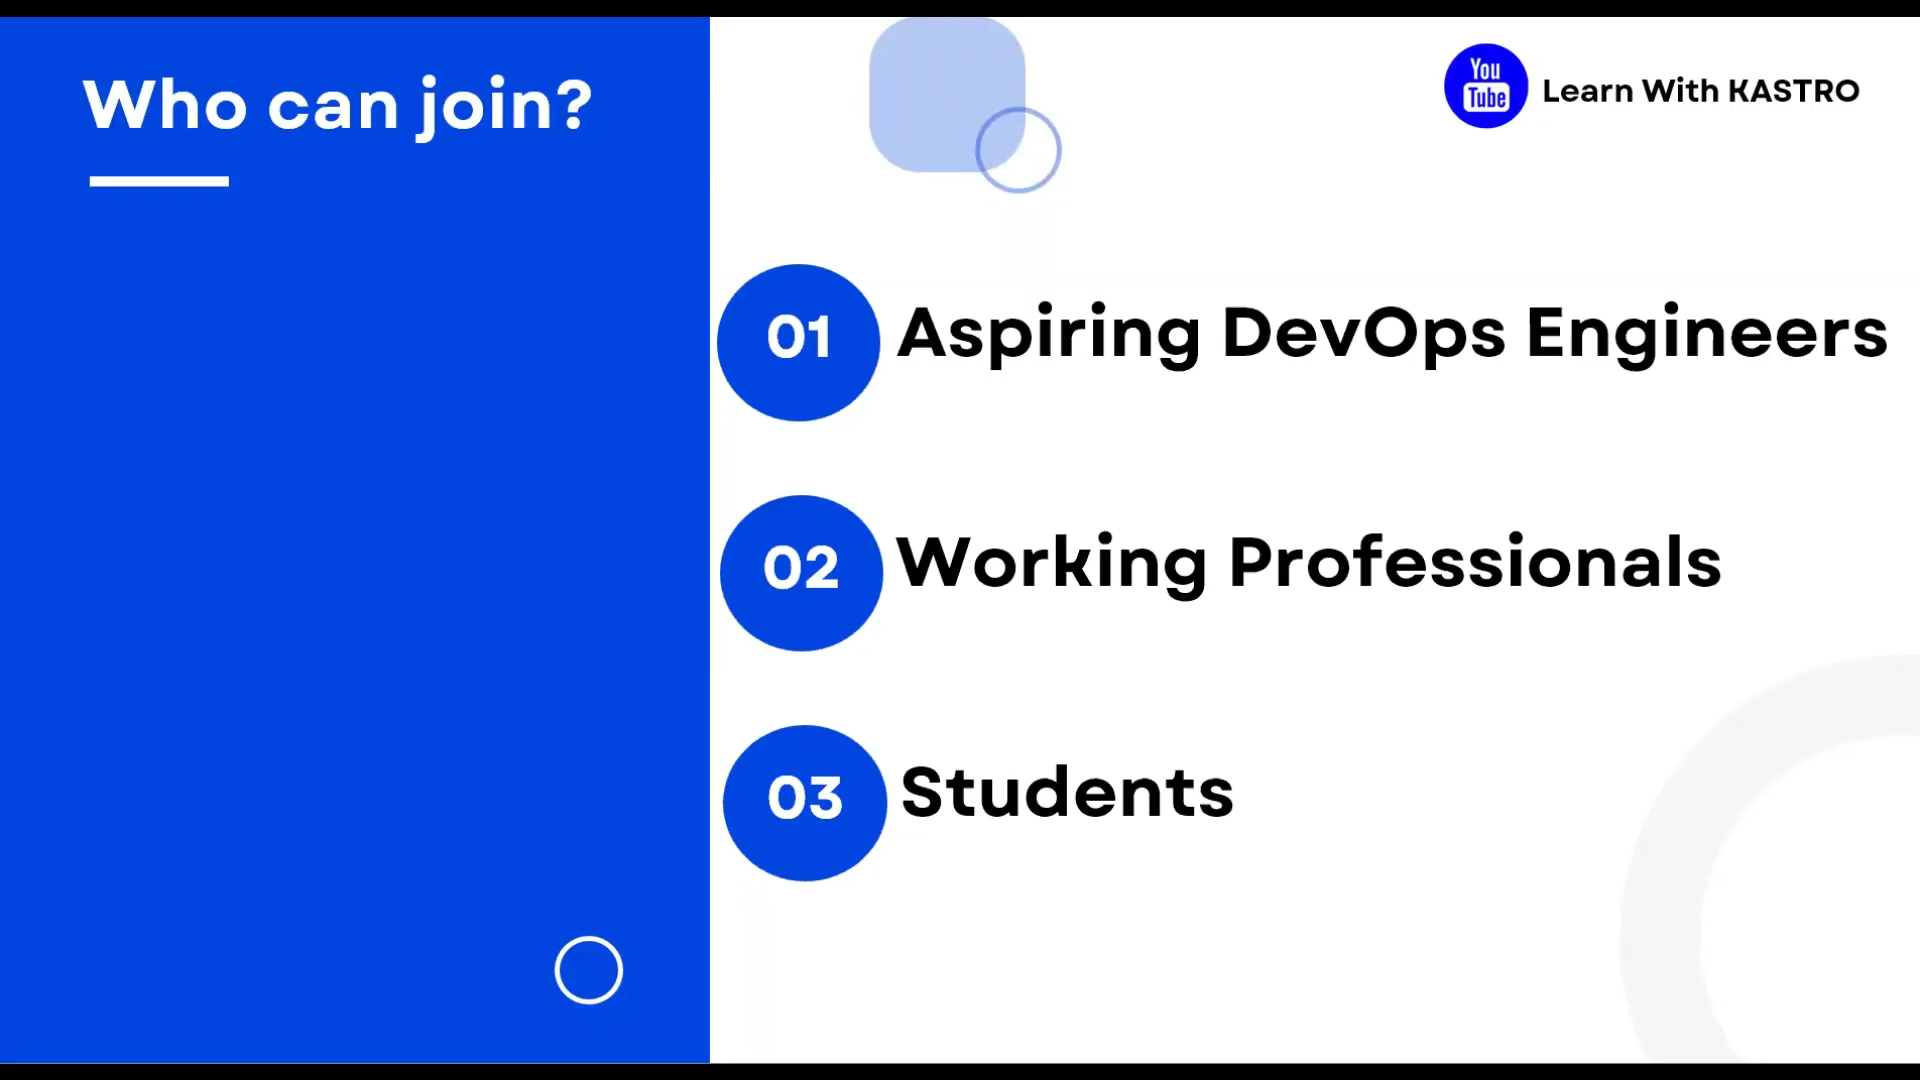 Who can join?
You
Tube
Learn With KASTRO
01 Aspiring DevOps Engineers
02 Working Professionals
03 Students